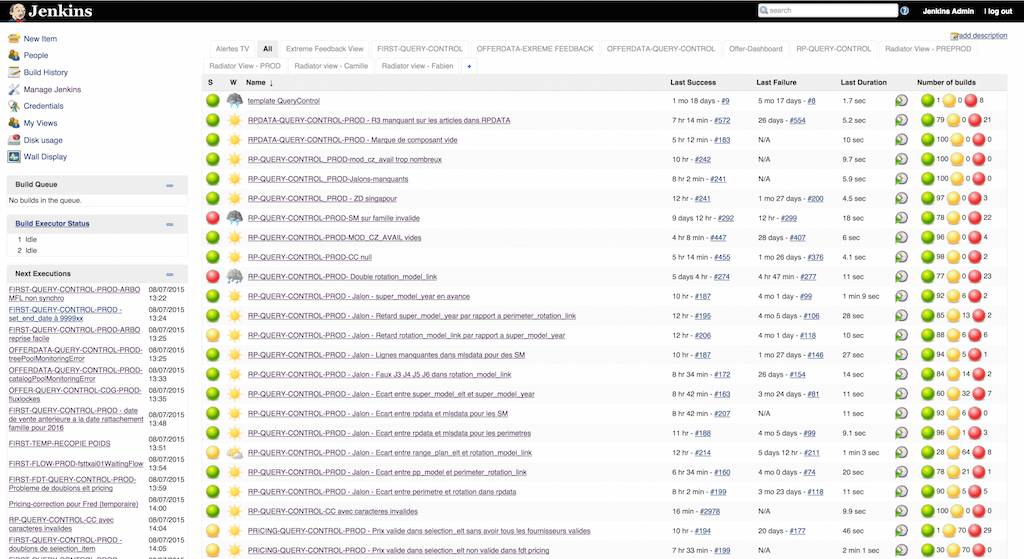 Jenkins
search
Jenkins Admin | log out
New Item
People
Build History
Manage Jenkins
Credentials
My Views
Disk usage
Wall Display
Build Queue
No builds in the queue.
Build Executor Status
1 Idle
2 Idle
Next Executions
FIRST-QUERY-CONTROL-PROD-ARBO MFL non synchro 08/07/2015 13:22
FIRST-QUERY-CONTROL-PROD - set_end_date à 9999xx 08/07/2015 13:24
FIRST-QUERY-CONTROL-PROD-ARBO reprise facile 08/07/2015 13:25
OFFERDATA-QUERY-CONTROL-PROD-treePoolMonitoringError 08/07/2015 13:25
OFFERDATA-QUERY-CONTROL-PROD-catalogPoolMonitoringError 08/07/2015 13:33
OFFER-QUERY-CONTROL-CDG-PROD-fluxlockes 08/07/2015 13:35
FIRST-QUERY-CONTROL-PROD - date de vente anterieure a la date rattachement famille pour 2016 08/07/2015 13:48
FIRST-TEMP-RECOPIE POIDS 08/07/2015 13:51
FIRST-FLOW-PROD-fsttxai01WaitingFlow 08/07/2015 13:54
FIRST-FDT-QUERY-CONTROL-PROD-Probleme de doublons elt pricing 08/07/2015 13:59
Pricing-correction pour Fred (temporaire) 08/07/2015 14:00
RP-QUERY-CONTROL-CC avec caracteres invalides 08/07/2015 14:04
FIRST-QUERY-CONTROL-PROD - doublons de selection_item 08/07/2015 14:05
add description
Alertes TV All Extreme Feedback View FIRST-QUERY-CONTROL OFFERDATA-EXTREME FEEDBACK OFFERDATA-QUERY-CONTROL Offer-Dashboard RP-QUERY-CONTROL Radiator View - PREPROD
Radiator View - PROD Radiator view - Camille Radiator view - Fabien +
S W Name ↓ Last Success Last Failure Last Duration Number of builds
template QueryControl 1 mo 18 days - #9 5 mo 17 days - #8 1.7 sec 1 0 8
RPDATA-QUERY-CONTROL-PROD - R3 manquant sur les articles dans RPDATA 7 hr 14 min - #572 26 days - #554 5.2 sec 79 0 21
RPDATA-QUERY-CONTROL-PROD - Marque de composant vide 5 hr 12 min - #183 N/A 10 sec 100 0 0
RP-QUERY-CONTROL_PROD-mod_cz_avail trop nombreux 10 hr - #242 N/A 9.7 sec 100 0 0
RP-QUERY-CONTROL_PROD-Jalons-manquants 8 hr 2 min - #241 N/A 5.9 sec 100 0 0
RP-QUERY-CONTROL_PROD - ZD singapour 12 hr - #241 1 mo 27 days - #200 4.5 sec 97 0 3
RP-QUERY-CONTROL-PROD-SM sur famille invalide 9 days 12 hr - #292 12 hr - #299 18 sec 78 0 22
RP-QUERY-CONTROL-PROD-MOD_CZ_AVAIL vides 4 hr 8 min - #447 28 days - #407 6 sec 96 0 4
RP-QUERY-CONTROL-PROD-CC null 5 hr 14 min - #455 1 mo 26 days - #376 4.1 sec 98 0 2
RP-QUERY-CONTROL-PROD- Double rotation_model_link 5 days 4 hr - #274 4 hr 47 min - #277 11 sec 77 0 23
RP-QUERY-CONTROL-PROD - Jalon - super_model_year en avance 10 hr - #187 4 mo 1 day - #99 1 min 9 sec 92 6 2
RP-QUERY-CONTROL-PROD - Jalon - Retard super_model_year par rapport a perimeter_rotation_link 12 hr - #195 4 mo 5 days - #106 28 sec 85 13 2
RP-QUERY-CONTROL-PROD - Jalon - Retard rotation_model_link par rapport a super_model_year 12 hr - #206 4 mo 1 day - #118 10 sec 88 6 6
RP-QUERY-CONTROL-PROD - Jalon - Lignes manquantes dans mlsdata pour des SM 10 hr - #187 1 mo 27 days - #146 27 sec 94 5 1
RP-QUERY-CONTROL-PROD - Jalon - Faux J3 J4 J5 J6 dans rotation_model_link 8 hr 34 min - #172 26 days - #154 14 sec 84 14 2
RP-QUERY-CONTROL-PROD - Jalon - Ecart entre super_model_elt et super_model_year 8 hr 42 min - #163 3 mo 24 days - #81 11 sec 60 32 7
RP-QUERY-CONTROL-PROD - Jalon - Ecart entre rpdata et mlsdata pour les SM 8 hr 42 min - #207 N/A 11 sec 93 6 0
RP-QUERY-CONTROL-PROD - Jalon - Ecart entre rpdata et mlsdata pour les perimetres 11 hr - #188 4 mo 5 days - #99 9.1 sec 96 1 3
RP-QUERY-CONTROL-PROD - Jalon - Ecart entre range_plan_elt et rotation_model_link 12 hr - #214 5 days 12 hr - #211 1 min 3 sec 28 64 8
RP-QUERY-CONTROL-PROD - Jalon - Ecart entre pp_model et perimeter_rotation_link 6 hr 34 min - #160 4 mo 0 days - #74 20 sec 78 21 1
RP-QUERY-CONTROL-PROD - Jalon - Ecart entre perimetre et rotation dans rpdata 8 hr 2 min - #199 3 mo 23 days - #118 11 sec 90 5 5
RP-QUERY-CONTROL-CC avec caracteres invalides 16 min - #2978 N/A 9.9 sec 100 0 0
PRICING-QUERY-CONTROL-PROD - Prix valide dans selection_elt sans avoir tous les fournisseurs valides 10 hr - #194 20 days - #177 46 sec 1 70 29
PRICING-QUERY-CONTROL-PROD - Prix valide dans selection_elt non valide dans fdt pricing 7 hr 33 min - #199 N/A 2 min 1 sec 30 70 0